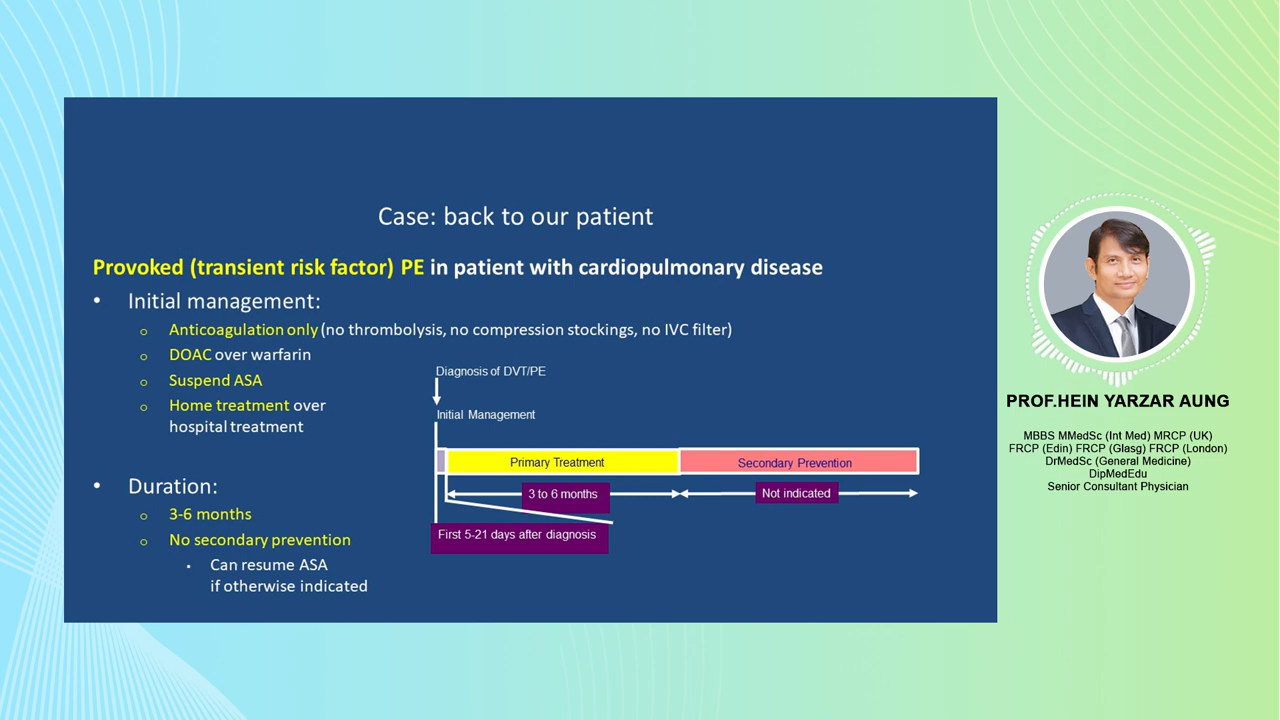 Case: back to our patient
Provoked (transient risk factor) PE in patient with cardiopulmonary disease
• Initial management:
o Anticoagulation only (no thrombolysis, no compression stockings, no IVC filter)
o DOAC over warfarin
o Suspend ASA
o Home treatment over
hospital treatment
• Duration:
o 3-6 months
o No secondary prevention
▪ Can resume ASA
if otherwise indicated
Diagnosis of DVT/PE
Initial Management
Primary Treatment
Secondary Prevention
3 to 6 months
Not indicated
First 5-21 days after diagnosis
PROF.HEIN YARZAR AUNG
MBBS MMedSc (Int Med) MRCP (UK)
FRCP (Edin) FRCP (Glasg) FRCP (London)
DrMedSc (General Medicine)
DipMedEdu
Senior Consultant Physician